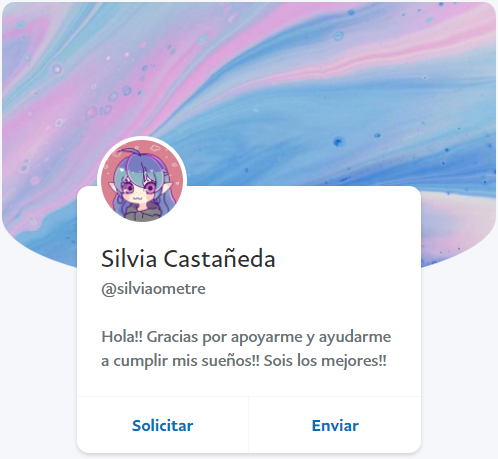 Silvia Castañeda
@silviaometre
Hola!! Gracias por apoyarme y ayudarme
a cumplir mis sueños!! Sois los mejores!!
Solicitar
Enviar